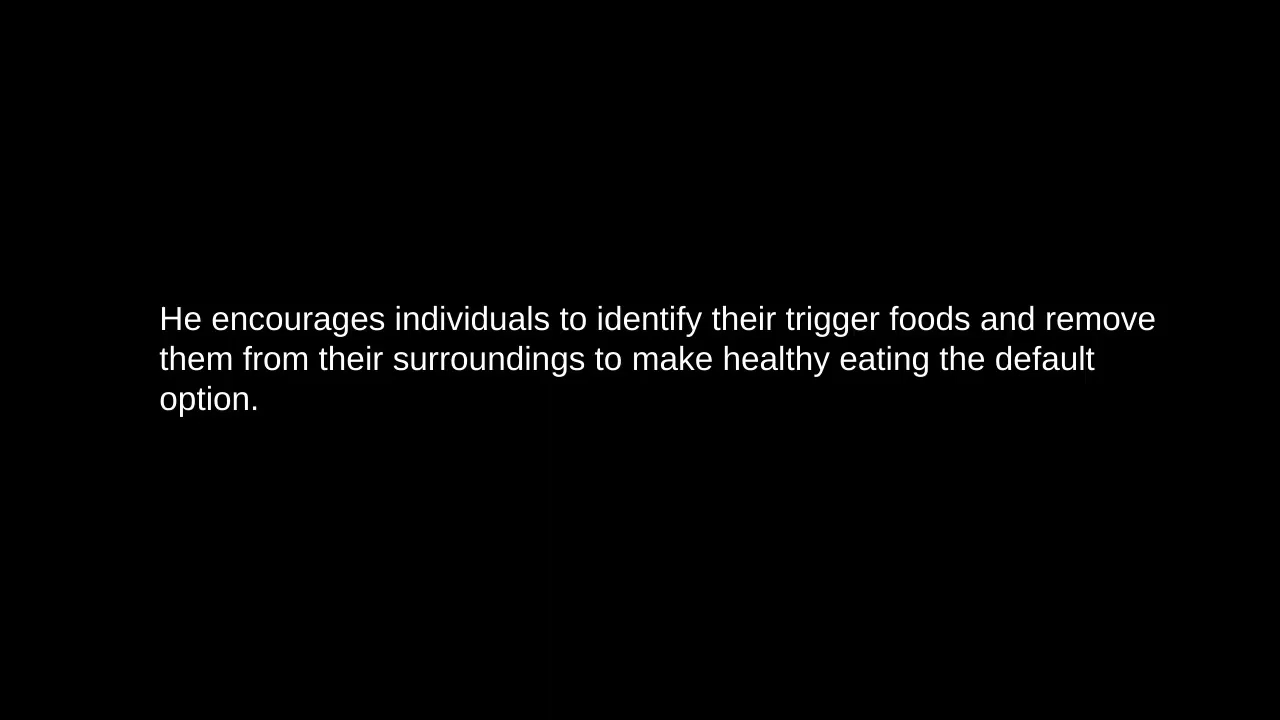 He encourages individuals to identify their trigger foods and remove
them from their surroundings to make healthy eating the default
option.